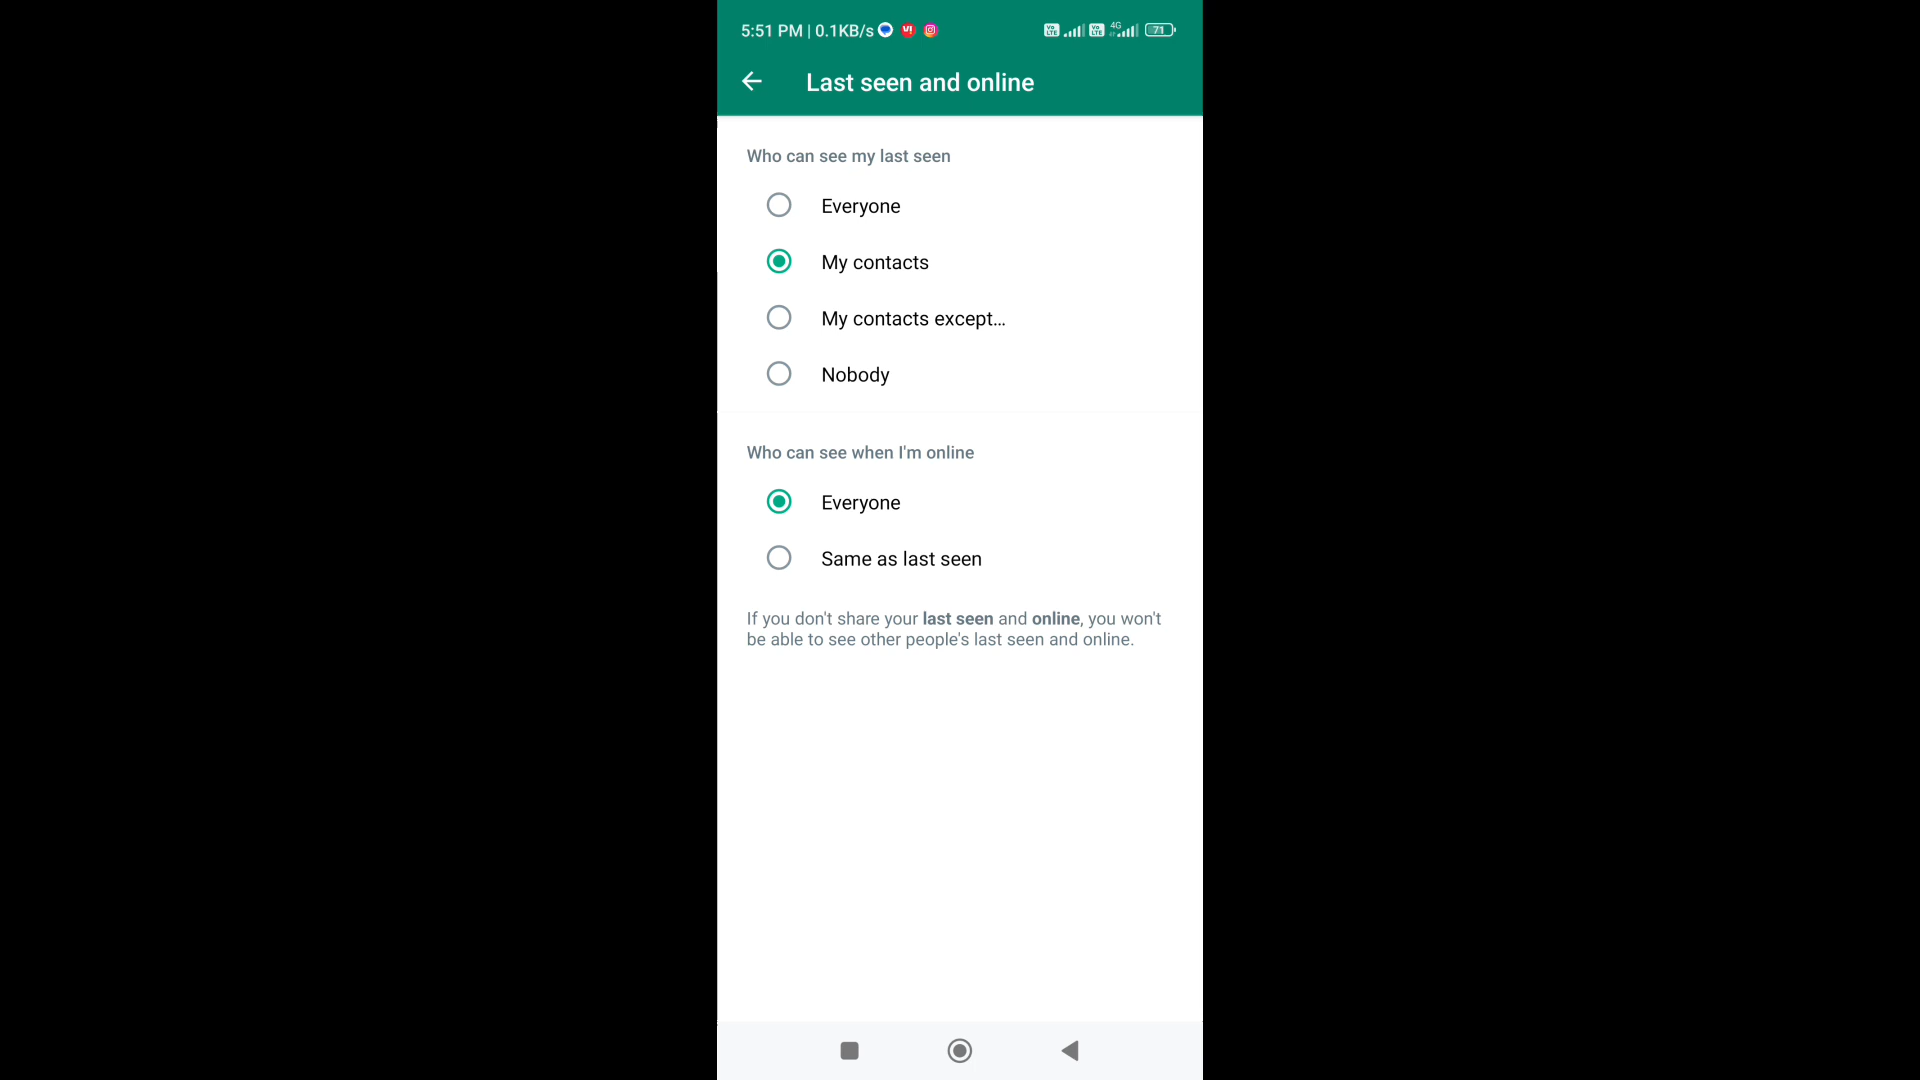 5:51 PM | 0.1KB/s
4G
71
Last seen and online
Who can see my last seen
Everyone
My contacts
My contacts except...
Nobody
Who can see when I'm online
Everyone
Same as last seen
If you don't share your last seen and online, you won't
be able to see other people's last seen and online.